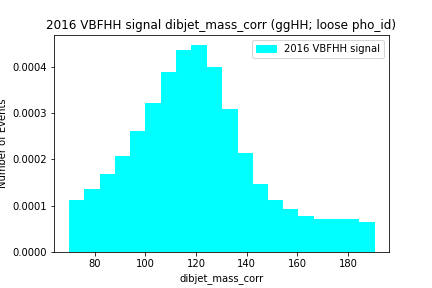 2016 VBFHH signal dibjet_mass_corr (ggHH; loose pho_id)
2016 VBFHH signal
0.0004
0.0003
0.0002
0.0001
0.0000
Number of Events
80 100 120 140 160 180
dibjet_mass_corr